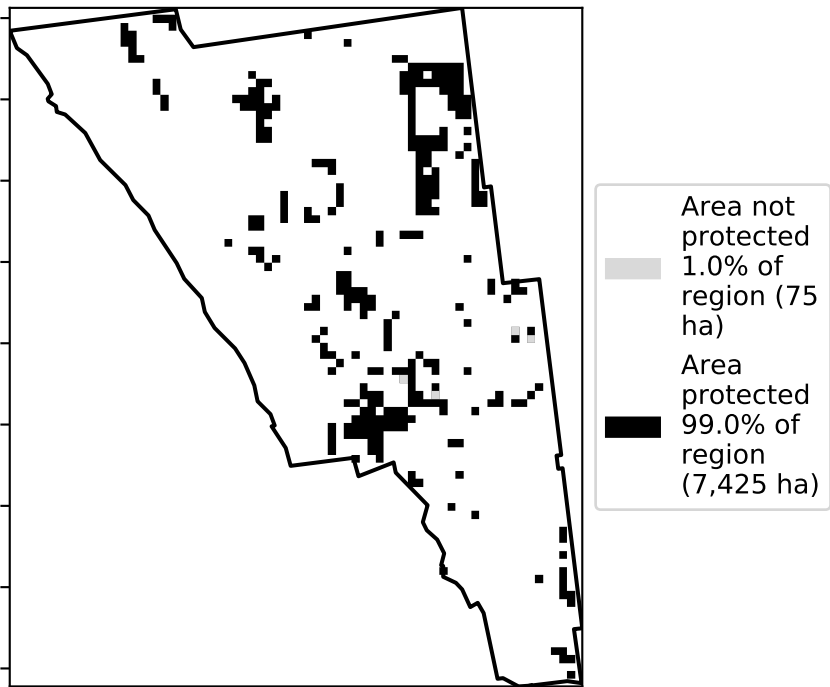 Area not
protected
1.0% of
region (75
ha)
Area
protected
99.0% of
region
(7,425 ha)